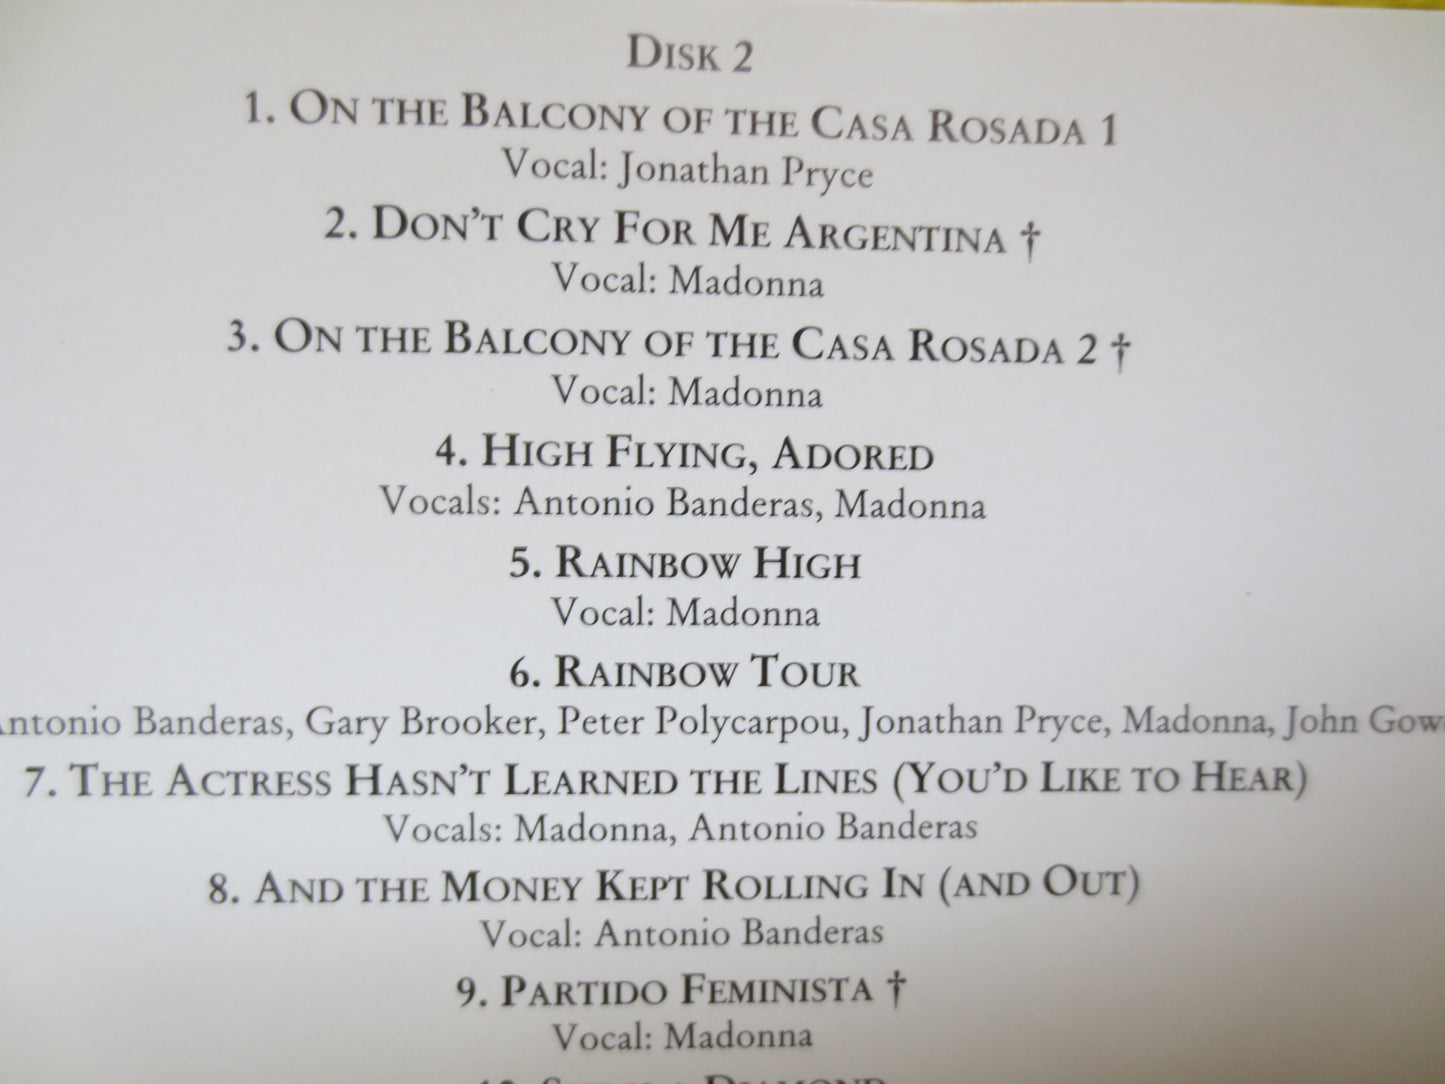 DISK 2
1. ON THE BALCONY OF THE CASA ROSADA 1
Vocal: Jonathan Pryce
2. DON'T CRY FOR ME ARGENTINA †
Vocal: Madonna
3. ON THE BALCONY OF THE CASA ROSADA 2 †
Vocal: Madonna
4. HIGH FLYING, ADORED
Vocals: Antonio Banderas, Madonna
5. RAINBOW HIGH
Vocal: Madonna
6. RAINBOW TOUR
Antonio Banderas, Gary Brooker, Peter Polycarpou, Jonathan Pryce, Madonna, John
7. THE ACTRESS HASN'T LEARNED THE LINES (YOU'D LIKE TO HEAR)
Vocals: Madonna, Antonio Banderas
8. AND THE MONEY KEPT ROLLING IN (AND OUT)
Vocal: Antonio Banderas
9. PARTIDO FEMINISTA †
Vocal: Madonna